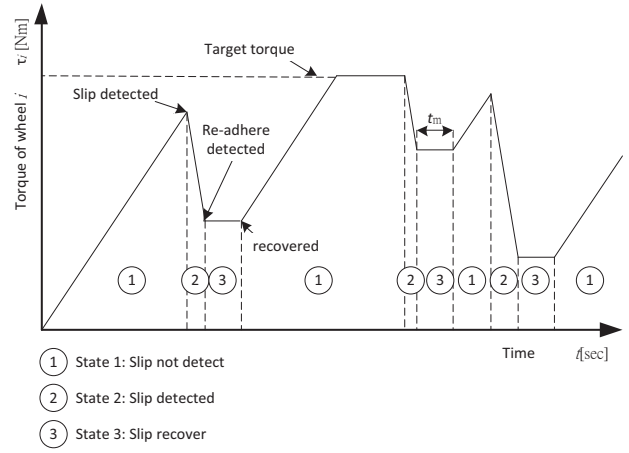 Torque of wheel i   τi [Nm]
Target torque
Slip detected
Re-adhere
detected
tm
recovered
1 2 3 1 2 3 1 2 3 1
Time t[sec]
1 State 1: Slip not detect
2 State 2: Slip detected
3 State 3: Slip recover